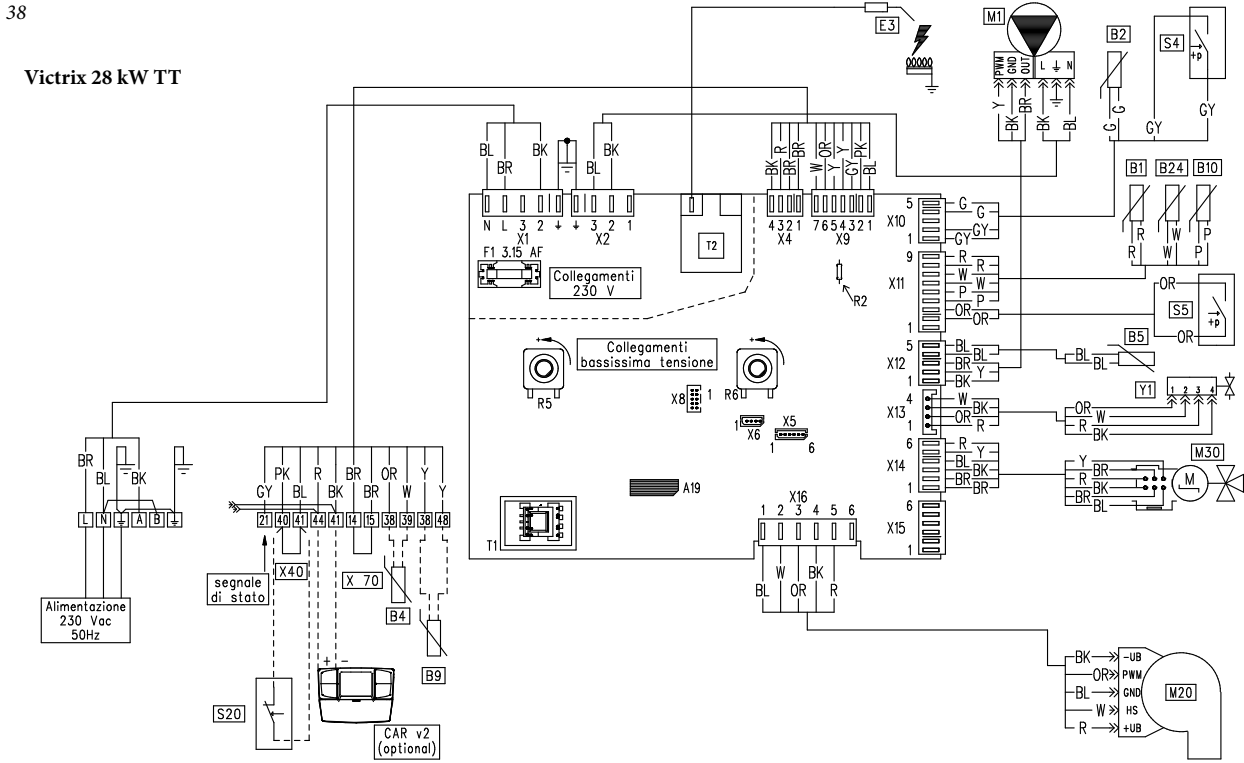 38
Victrix 28 kW TT
E3
M1
PWM GND OUT L N
Y BK BR BK BL
B2
G G
S4
+p
GY GY
B1 B24 B10
R W P
R W P
BL BR BK
BL BK
BK R BR BR
W OR Y Y GY PK BL
N L 3 2
3 2 1
X1 X2
4 3 2 1
7 6 5 4 3 2 1
X4 X9
T2
F1 3.15 AF
Collegamenti
230 V
R2
Collegamenti
bassissima tensione
R5
R6
X8 1
1 X6
X5
1 6
A19
T1
5 X10 1
G G GY GY
9 X11 1
R R W W P P OR OR
OR
S5
+p
OR
5 X12 1
BL BL BR Y BK
BL BL
B5
4 X13 1
W BK OR R
Y1
1 2 3 4
OR
W
R
BK
6 X14 1
R Y BL BK BR BR
M30
M
Y
BR
R
BK
BR
BL
6 X15 1
X16
1 2 3 4 5 6
BL W OR BK R
BR BL BK
L N A B
Alimentazione
230 Vac
50Hz
GY PK BL R BK BR BR OR W Y Y
21 40 41 44 41 14 15 38 39 38 48
X40
X 70
segnale
di stato
B4
B9
S20
+ -
CAR v2
(optional)
BK -UB
OR PWM
BL GND
W HS
R +UB
M20